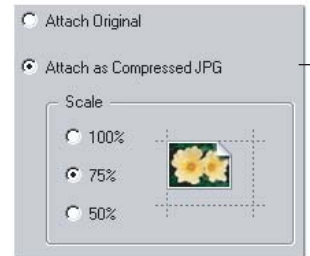 Attach Original
Attach as Compressed JPG
Scale
100%
75%
50%